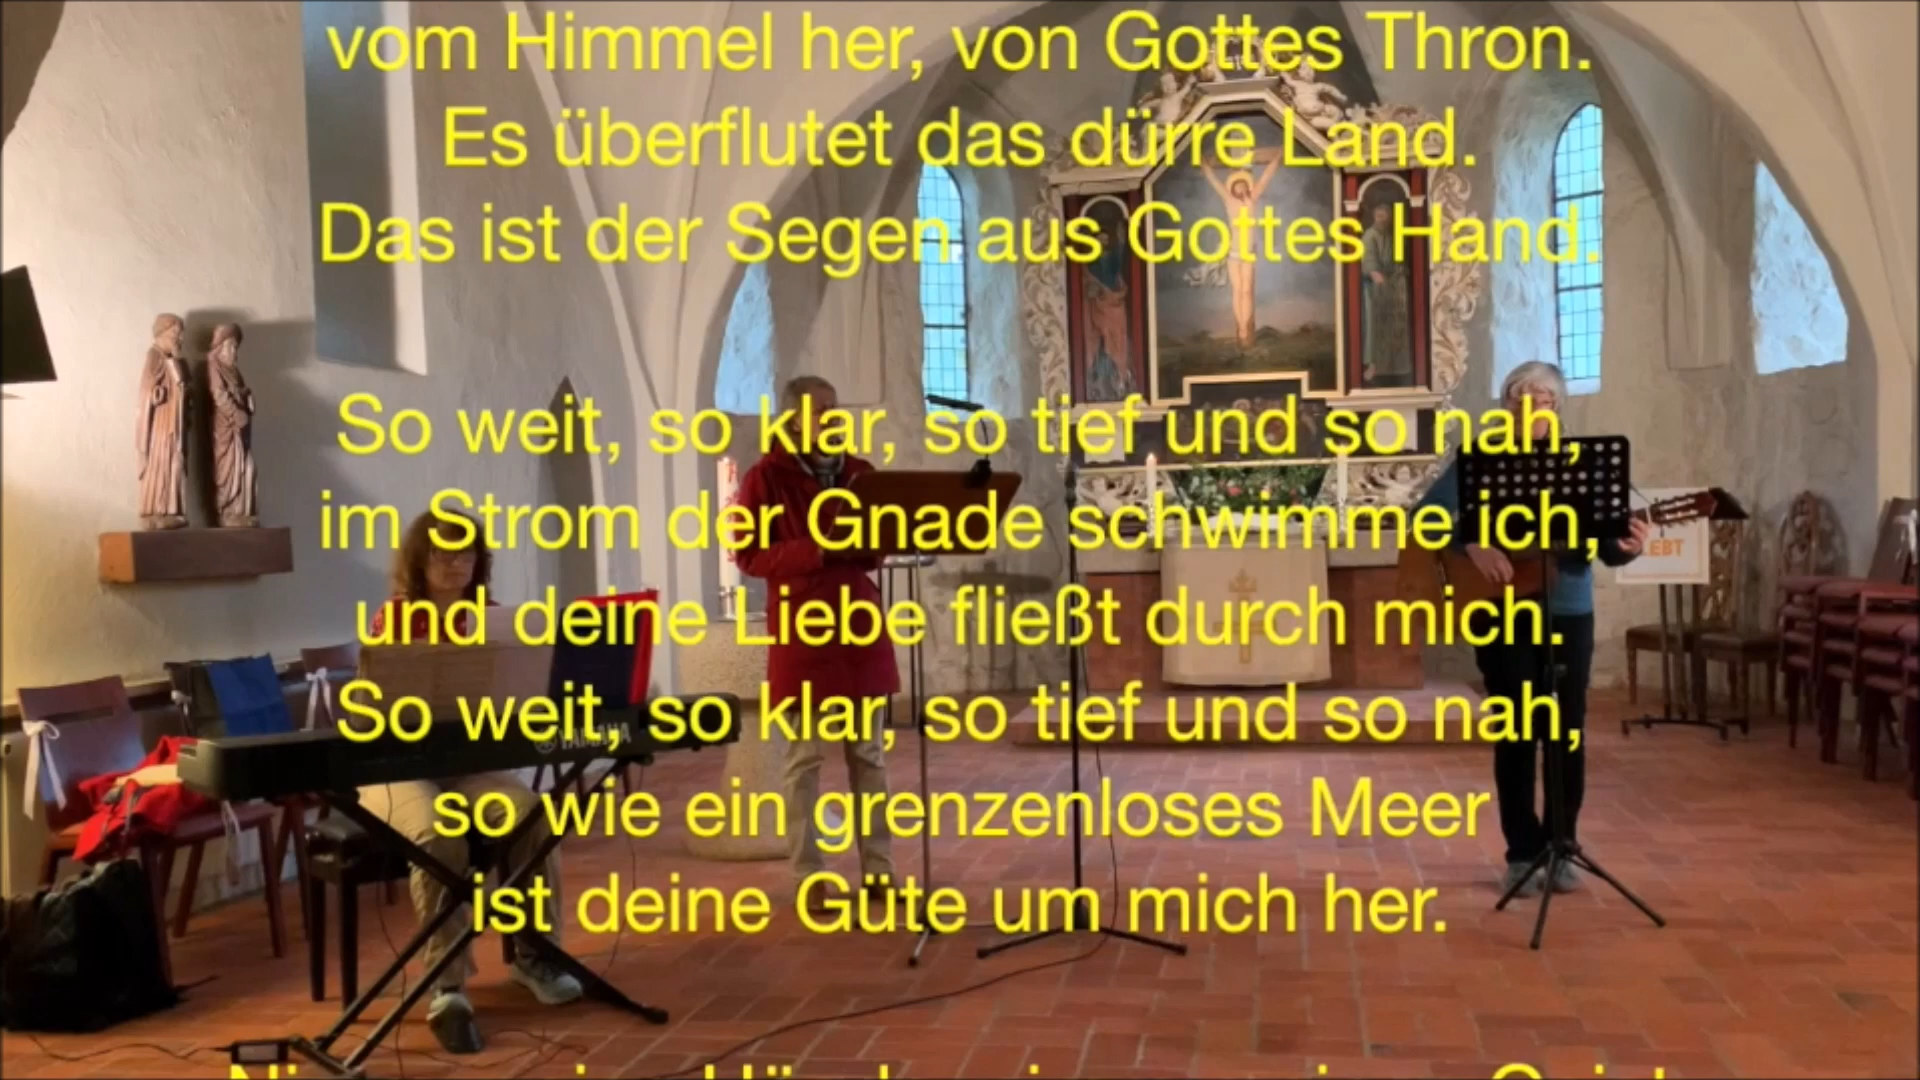 vom Himmel her, von Gottes Thron.
Es überflutet das dürre Land.
Das ist der Segen aus Gottes Hand.
So weit, so klar, so tief und so nah,
im Strom der Gnade schwimme ich,
und deine Liebe fließt durch mich.
So weit, so klar, so tief und so nah,
so wie ein grenzenloses Meer
ist deine Güte um mich her.
YAMAHA